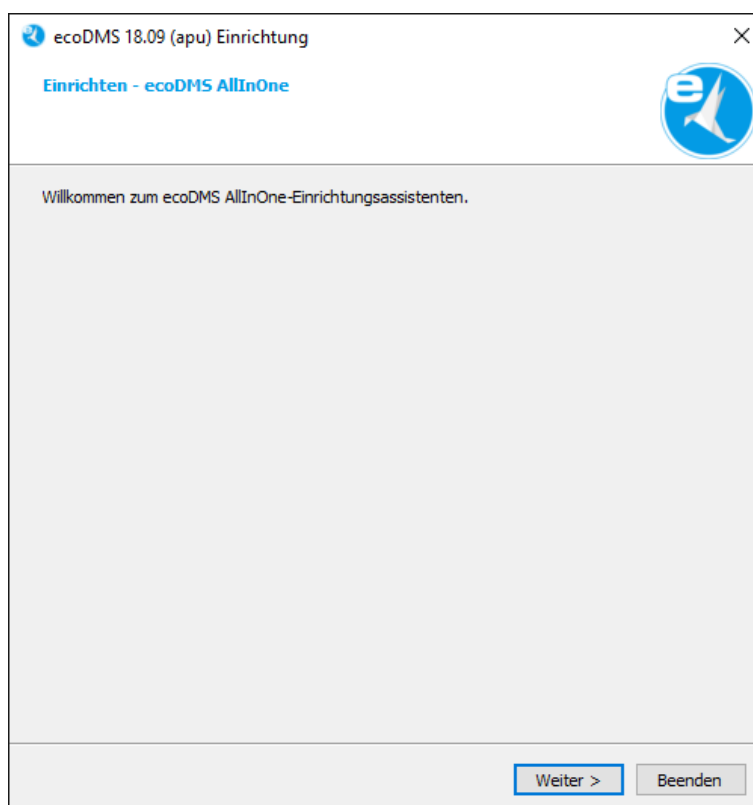 ecoDMS 18.09 (apu) Einrichtung
Einrichten - ecoDMS AllInOne
e
Willkommen zum ecoDMS AllInOne-Einrichtungsassistenten.
Weiter >
Beenden